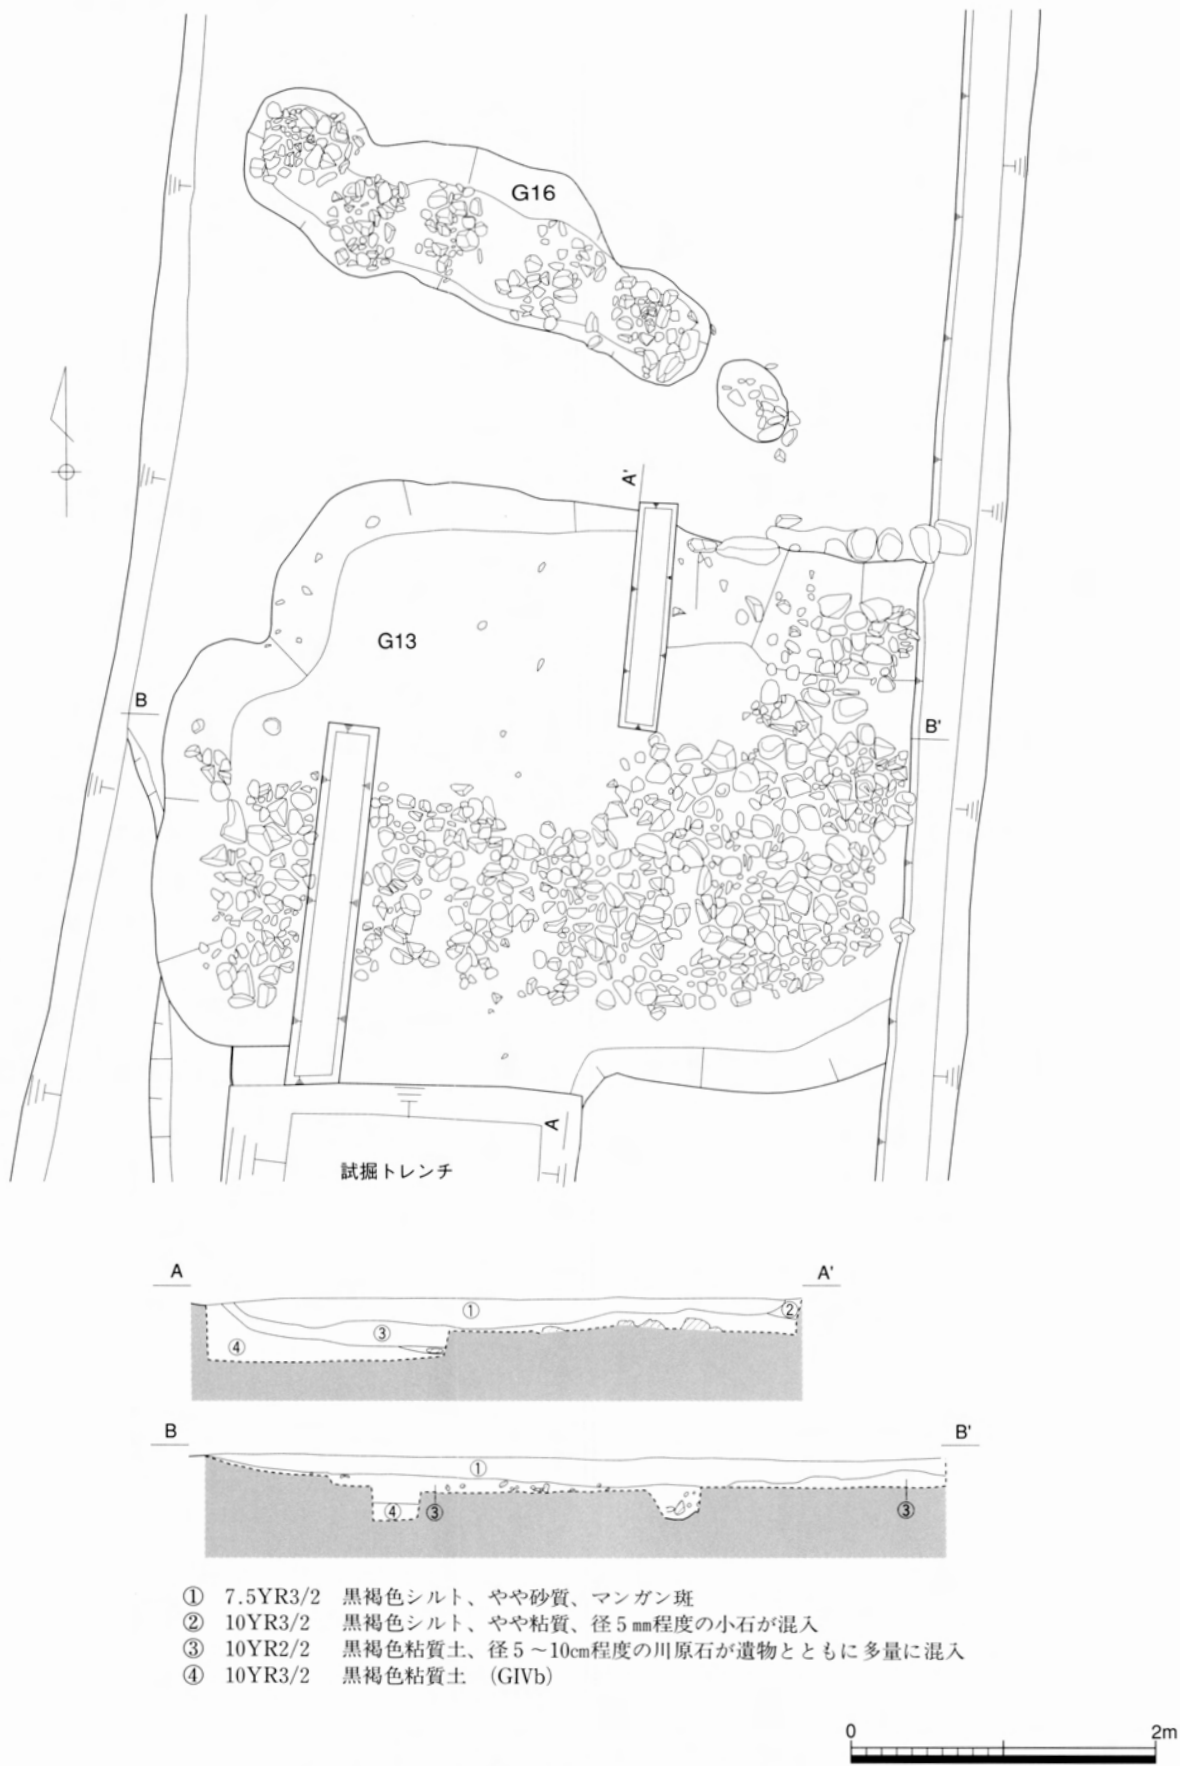 G16
A'
G13
B
B'
A
試掘トレンチ
A A'
① ② ③ ④
B B'
① ④ ③ ③
① 7.5YR3/2 黒褐色シルト、やや砂質、マンガン斑
② 10YR3/2 黒褐色シルト、やや粘質、径5㎜程度の小石が混入
③ 10YR2/2 黒褐色粘質土、径5～10㎝程度の川原石が遺物とともに多量に混入
④ 10YR3/2 黒褐色粘質土 (GIVb)
0 2m